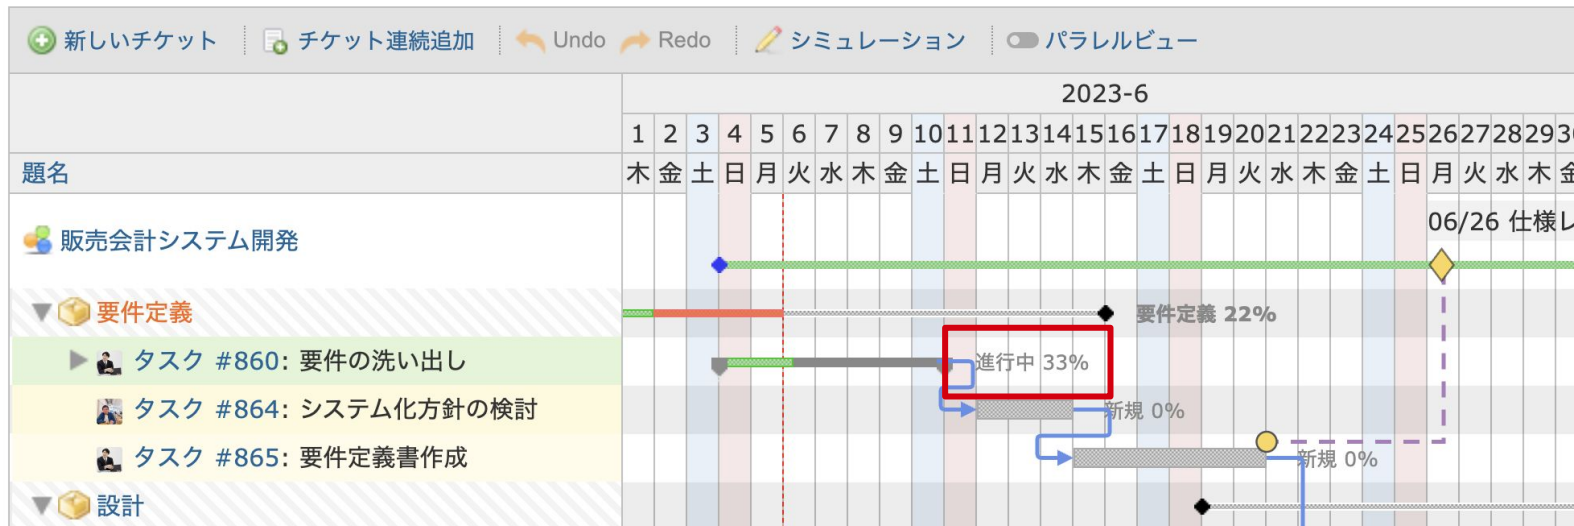 新しいチケット チケット連続追加 Undo Redo シミュレーション パラレルビュー
2023-6
1 2 3 4 5 6 7 8 9 10 11 12 13 14 15 16 17 18 19 20 21 22 23 24 25 26 27 28 29
題名 木 金 土 日 月 火 水 木 金 土 日 月 火 水 木 金 土 日 月 火 水 木 金 土 日 月 火 水 木 金
06/26 仕様レ
販売会計システム開発
要件定義 要件定義 22%
タスク #860: 要件の洗い出し 進行中 33%
タスク #864: システム化方針の検討 新規 0%
タスク #865: 要件定義書作成 新規 0%
設計